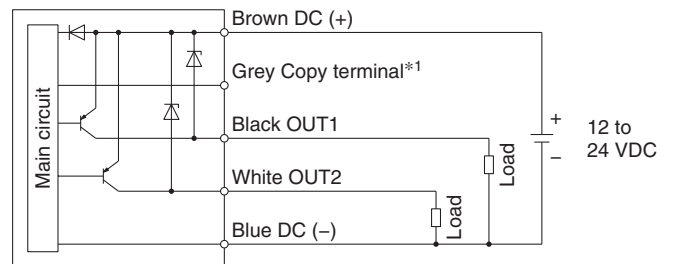 Brown DC (+)
Grey Copy terminal*1
Main circuit
Black OUT1
+
12 to
24 VDC
−
Load
White OUT2
Load
Blue DC (−)